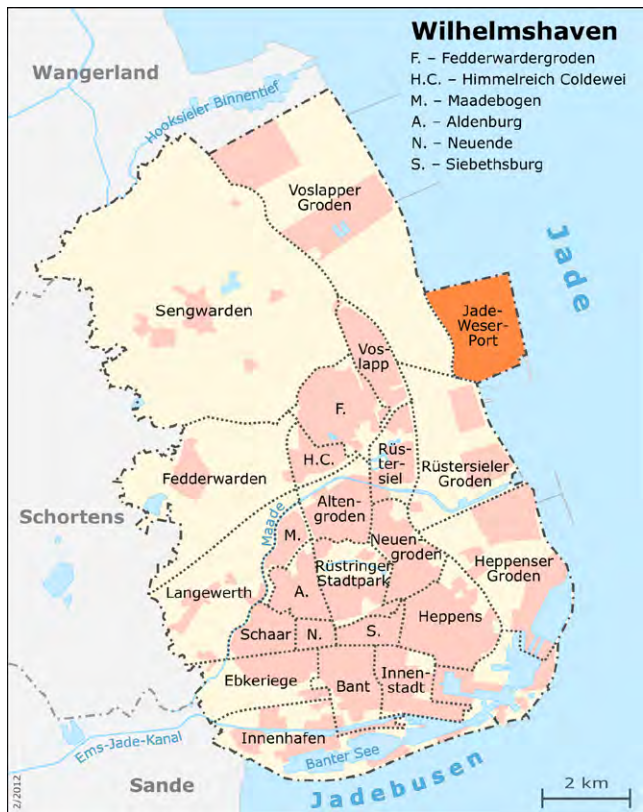 Wilhelmshaven
F. – Fedderwardergroden
H.C. – Himmelreich Coldewei
M. – Maadebogen
A. – Aldenburg
N. – Neuende
S. – Siebethsburg
Wangerland
Hooksieler Binnentief
Voslapper
Groden
Jade
Sengwarden
Jade-
Weser-
Port
Vos-
lapp
F.
H.C.
Rüs-
ter-
siel
Fedderwarden
Rüstersieler
Groden
Schortens
Maade
Alten-
groden
M.
Neuen-
groden
Rüstringer
Stadtpark
Heppenser
Groden
Langewerth
A.
Heppens
Schaar
N.
S.
Ebkeriege
Bant
Innen-
stadt
Ems-Jade-Kanal
Innenhafen
Banter See
Sande
Jadebusen
2 km
2/2012